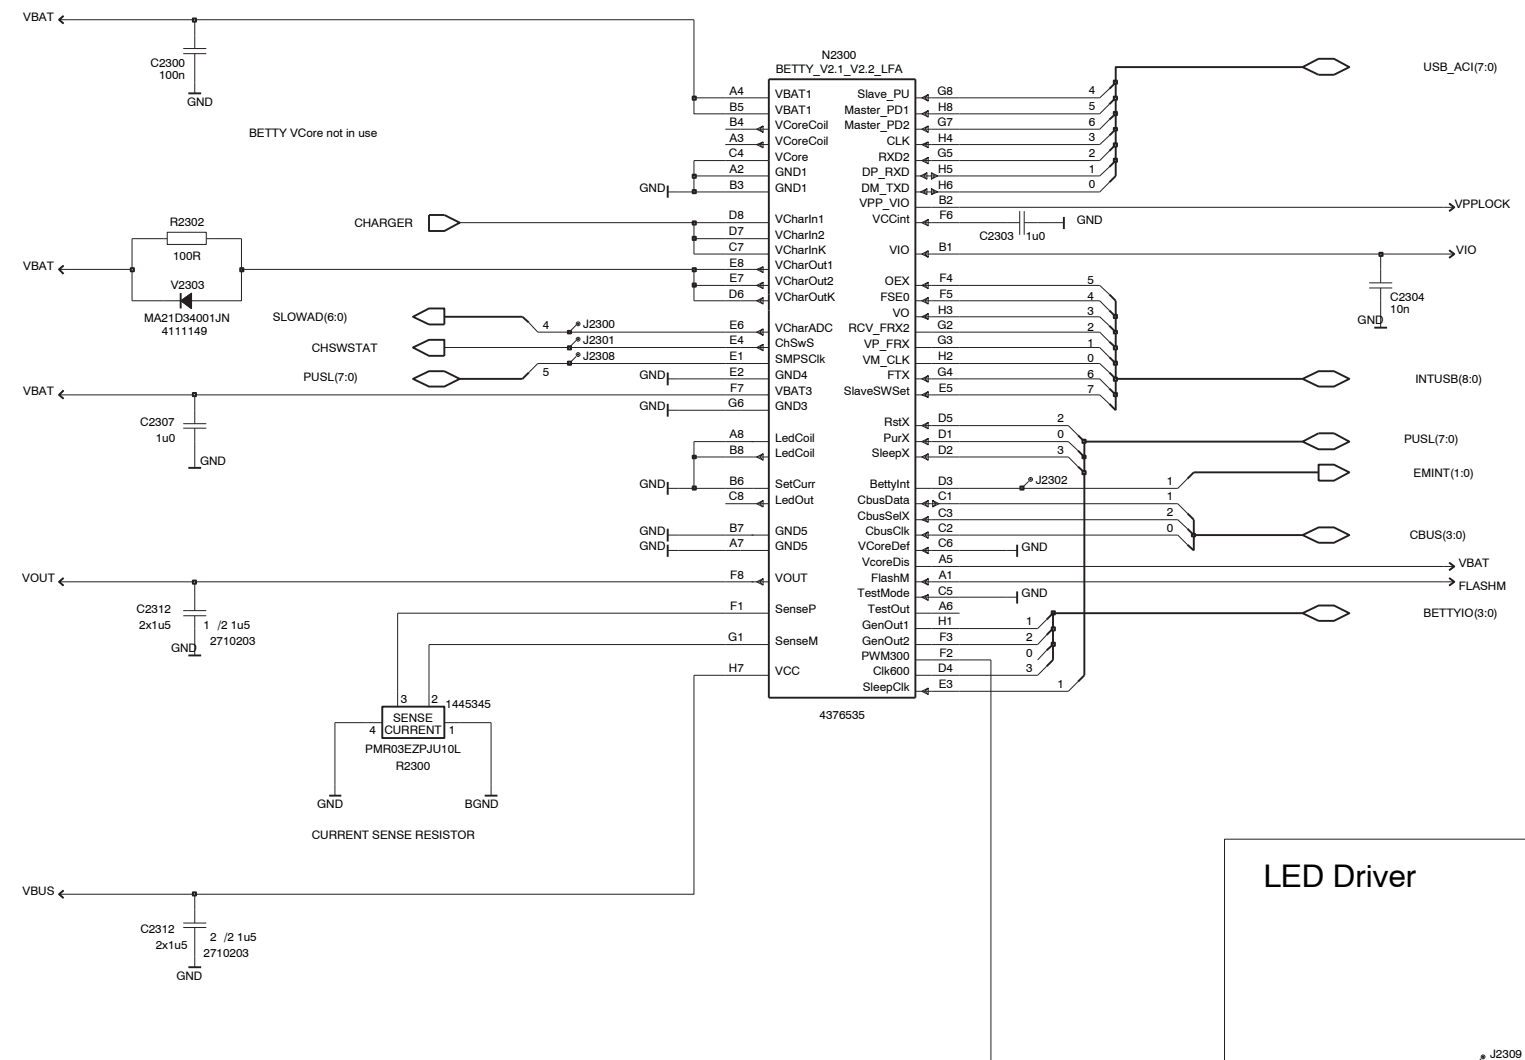 VBAT
C2300
100n
GND
BETTY VCore not in use
N2300
BETTY_V2.1_V2.2_LFA
A4 VBAT1
B5 VBAT1
B4 VCoreCoil
A3 VCoreCoil
C4 VCore
A2 GND1
GND B3 GND1
CHARGER D8 VCharIn1
D7 VCharIn2
C7 VCharInK
E8 VCharOut1
E7 VCharOut2
D6 VCharOutK
R2302
100R
VBAT
V2303
MA21D34001JN
4111149
SLOWAD(6:0) 4 J2300 E6 VCharADC
CHSWSTAT J2301 E4 ChSwS
PUSL(7:0) 5 J2308 E1 SMPSClk
GND E2 GND4
VBAT F7 VBAT3
GND G6 GND3
C2307
1u0
GND
A8 LedCoil
B8 LedCoil
GND B6 SetCurr
C8 LedOut
GND B7 GND5
GND A7 GND5
VOUT F8 VOUT
C2312
2x1u5 1 /2 1u5
2710203
GND
F1 SenseP
G1 SenseM
H7 VCC
3 2 1445345
SENSE
CURRENT
4 1
PMR03EZPJU10L
R2300
GND BGND
CURRENT SENSE RESISTOR
VBUS
C2312
2x1u5 2 /2 1u5
2710203
GND
Slave_PU G8 4
USB_ACI(7:0)
Master_PD1 H8 5
Master_PD2 G7 6
CLK H4 3
RXD2 G5 2
DP_RXD H5 1
DM_TXD H6 0
VPP_VIO B2 VPPLOCK
VCCint F6 C2303 1u0 GND
VIO B1 VIO
C2304
10n
GND
OEX F4 5
FSE0 F5 4
VO H3 3
RCV_FRX2 G2 2
VP_FRX G3 1
VM_CLK H2 0
FTX G4 6 INTUSB(8:0)
SlaveSWSet E5 7
RstX D5 2
PurX D1 0 PUSL(7:0)
SleepX D2 3
BettyInt D3 J2302 1 EMINT(1:0)
CbusData C1 1
CbusSelX C3 2
CbusClk C2 0 CBUS(3:0)
VCoreDef C6 GND
VcoreDis A5 VBAT
FlashM A1 FLASHM
TestMode C5 GND
TestOut A6 BETTYIO(3:0)
GenOut1 H1 1
GenOut2 F3 2
PWM300 F2 0
Clk600 D4 3
SleepClk E3 1
4376535
LED Driver
J2309